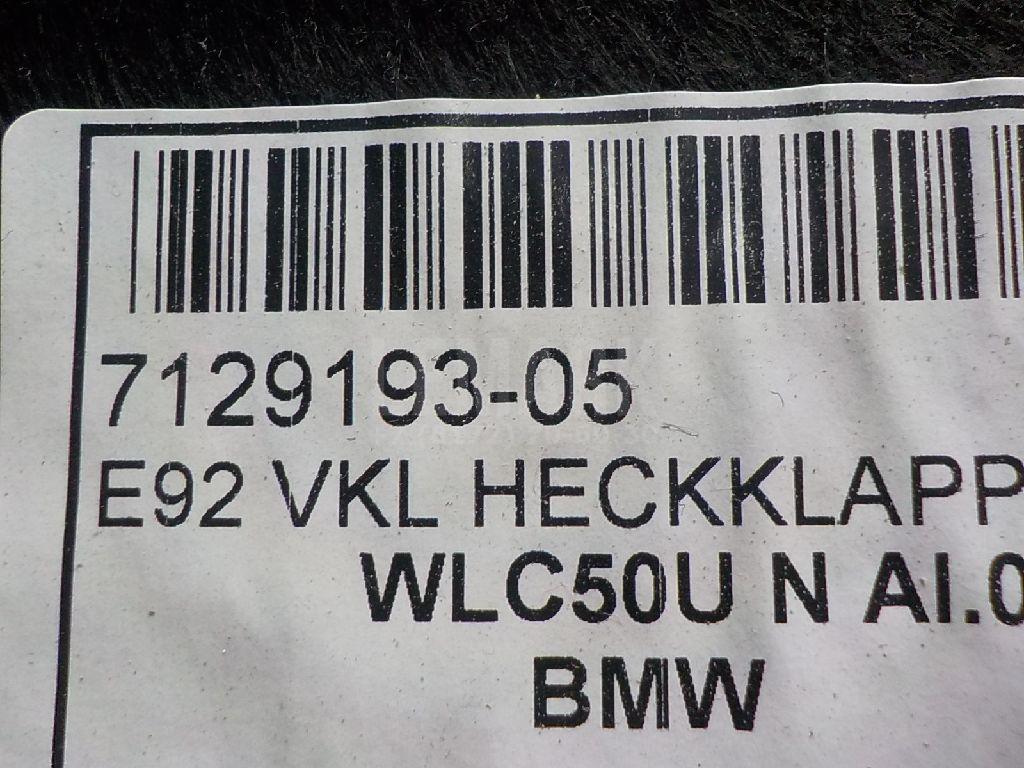 7129193-05
E92 VKL HECKKLAPP
WLC50U N AI.0
BMW